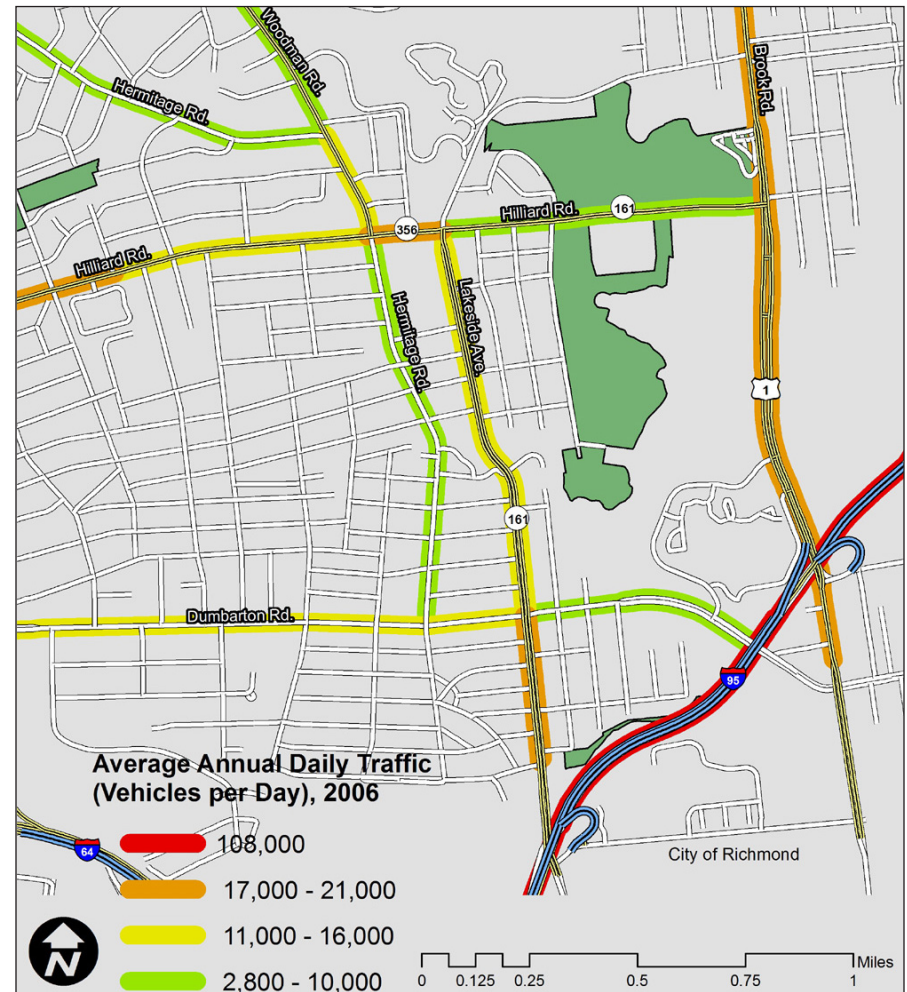 Woodman Rd.
Brook Rd.
Hermitage Rd.
Hilliard Rd.
161
356
Hilliard Rd.
Hermitage Rd.
Lakeside Ave.
1
161
Dumbarton Rd.
95
Average Annual Daily Traffic
(Vehicles per Day), 2006
108,000
64
City of Richmond
17,000 - 21,000
11,000 - 16,000
N
2,800 - 10,000
Miles
0 0.125 0.25 0.5 0.75 1